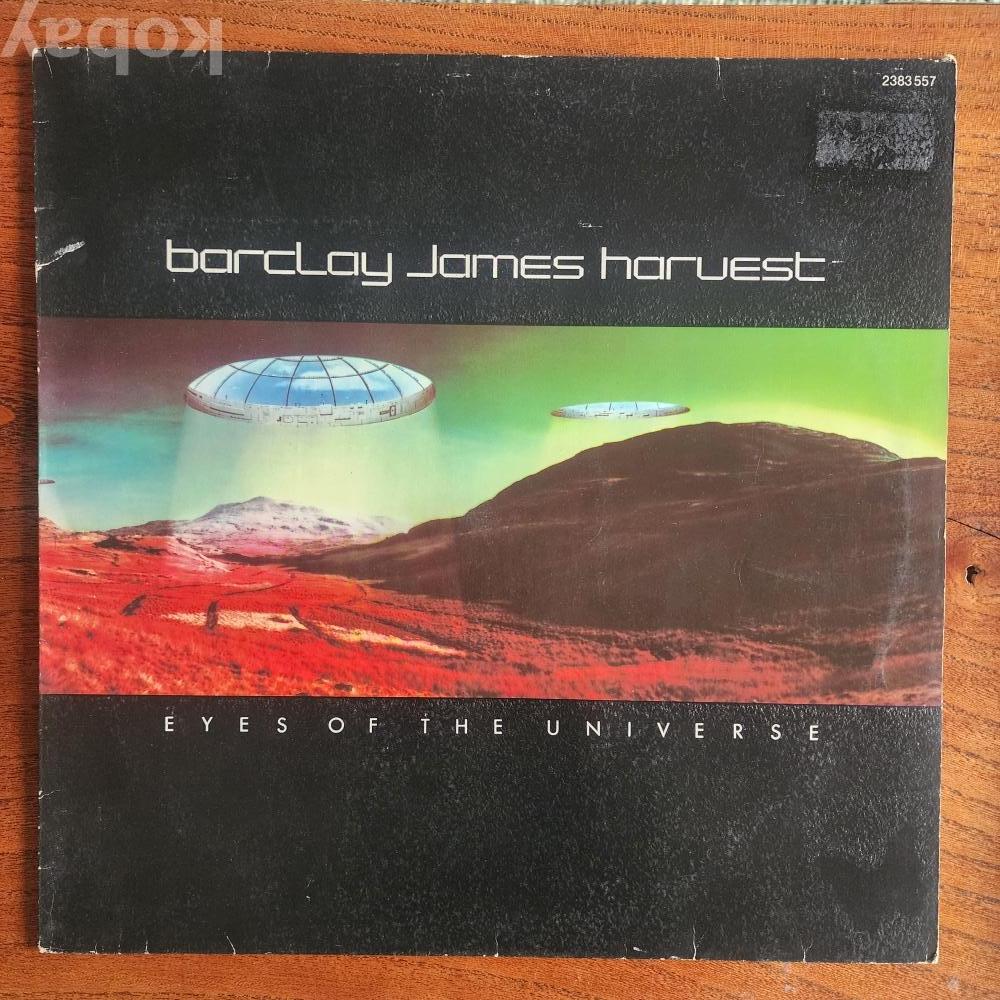 kobay
2383 557
barclay James harvest
EYES OF THE UNIVERSE